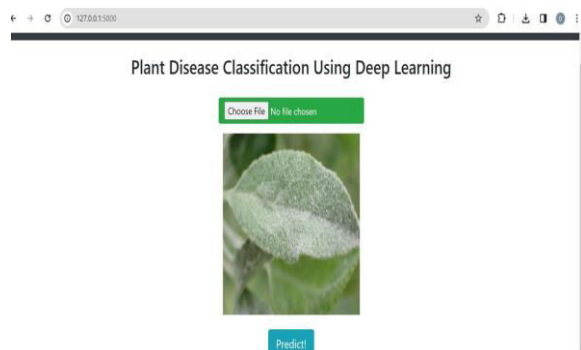 127.0.0.1:5000
Plant Disease Classification Using Deep Learning
Choose File No file chosen
Predict!